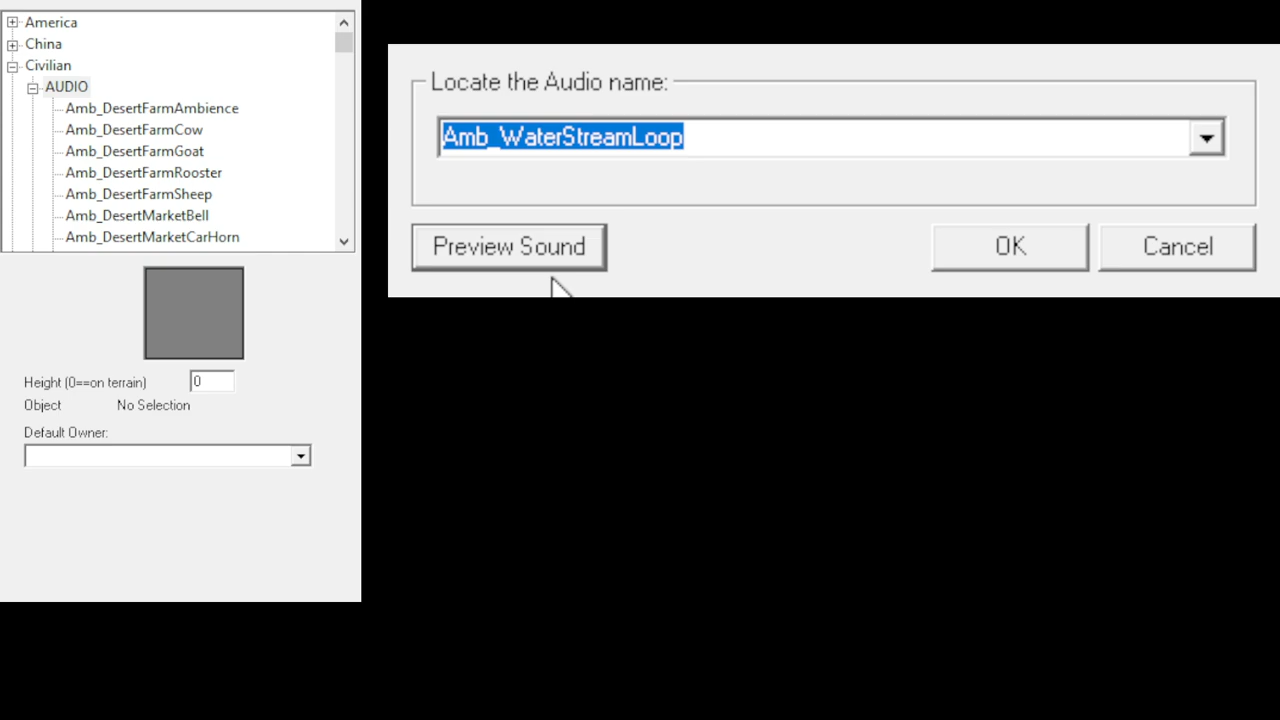 America
China
Civilian
AUDIO
Amb_DesertFarmAmbience
Amb_DesertFarmCow
Amb_DesertFarmGoat
Amb_DesertFarmRooster
Amb_DesertFarmSheep
Amb_DesertMarketBell
Amb_DesertMarketCarHorn
Height (0==on terrain) 0
Object No Selection
Default Owner:
Locate the Audio name:
Amb_WaterStreamLoop
Preview Sound OK Cancel